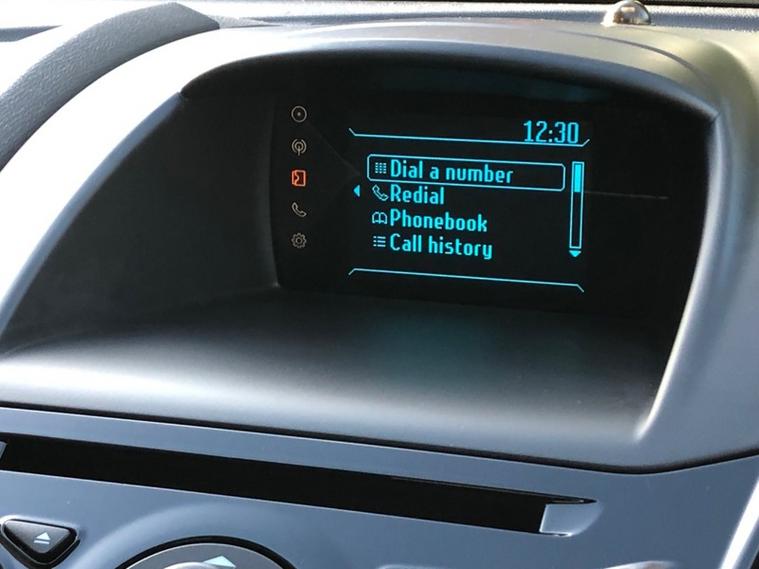 12:30
Dial a number
Redial
Phonebook
Call history